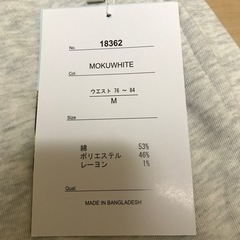 No. 18362
MOKUWHITE
Col.
ウエスト 76 ～ 84
M
Size
綿 53%
ポリエステル 46%
レーヨン 1%
Qual.
MADE IN BANGLADESH